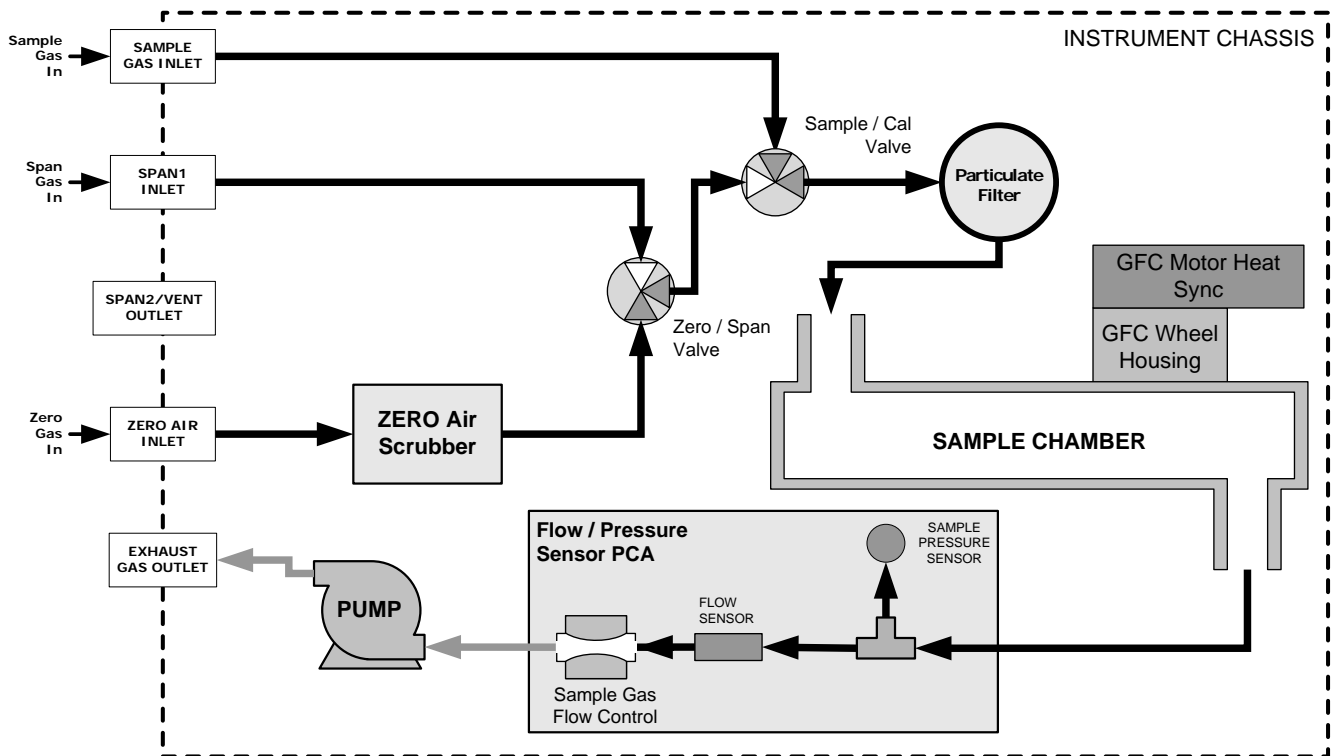 INSTRUMENT CHASSIS
Sample
Gas
In
SAMPLE
GAS INLET
Sample / Cal
Valve
Span
Gas
In
SPAN1
INLET
Particulate
Filter
GFC Motor Heat
Sync
SPAN2/VENT
OUTLET
Zero / Span
Valve
GFC Wheel
Housing
Zero
Gas
In
ZERO AIR
INLET
ZERO Air
Scrubber
SAMPLE CHAMBER
EXHAUST
GAS OUTLET
PUMP
Flow / Pressure
Sensor PCA
SAMPLE
PRESSURE
SENSOR
FLOW
SENSOR
Sample Gas
Flow Control